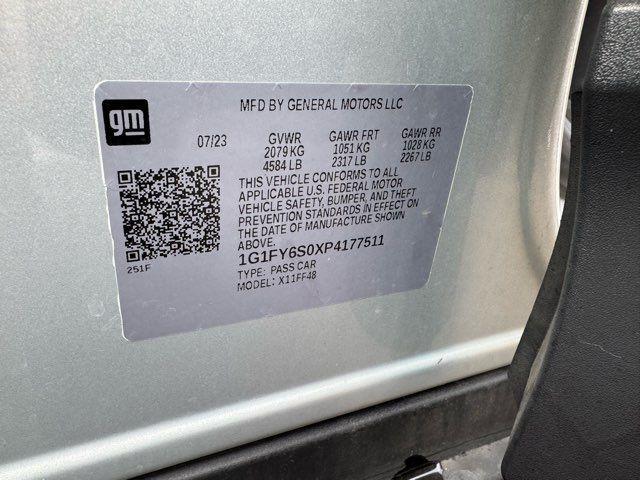 gm
MFD BY GENERAL MOTORS LLC
07/23 GVWR GAWR FRT GAWR RR
2079 KG 1051 KG 1028 KG
4584 LB 2317 LB 2267 LB
THIS VEHICLE CONFORMS TO ALL
APPLICABLE U.S. FEDERAL MOTOR
VEHICLE SAFETY, BUMPER, AND THEFT
PREVENTION STANDARDS IN EFFECT ON
THE DATE OF MANUFACTURE SHOWN
ABOVE.
251F
1G1FY6S0XP4177511
TYPE: PASS CAR
MODEL: X11FF48